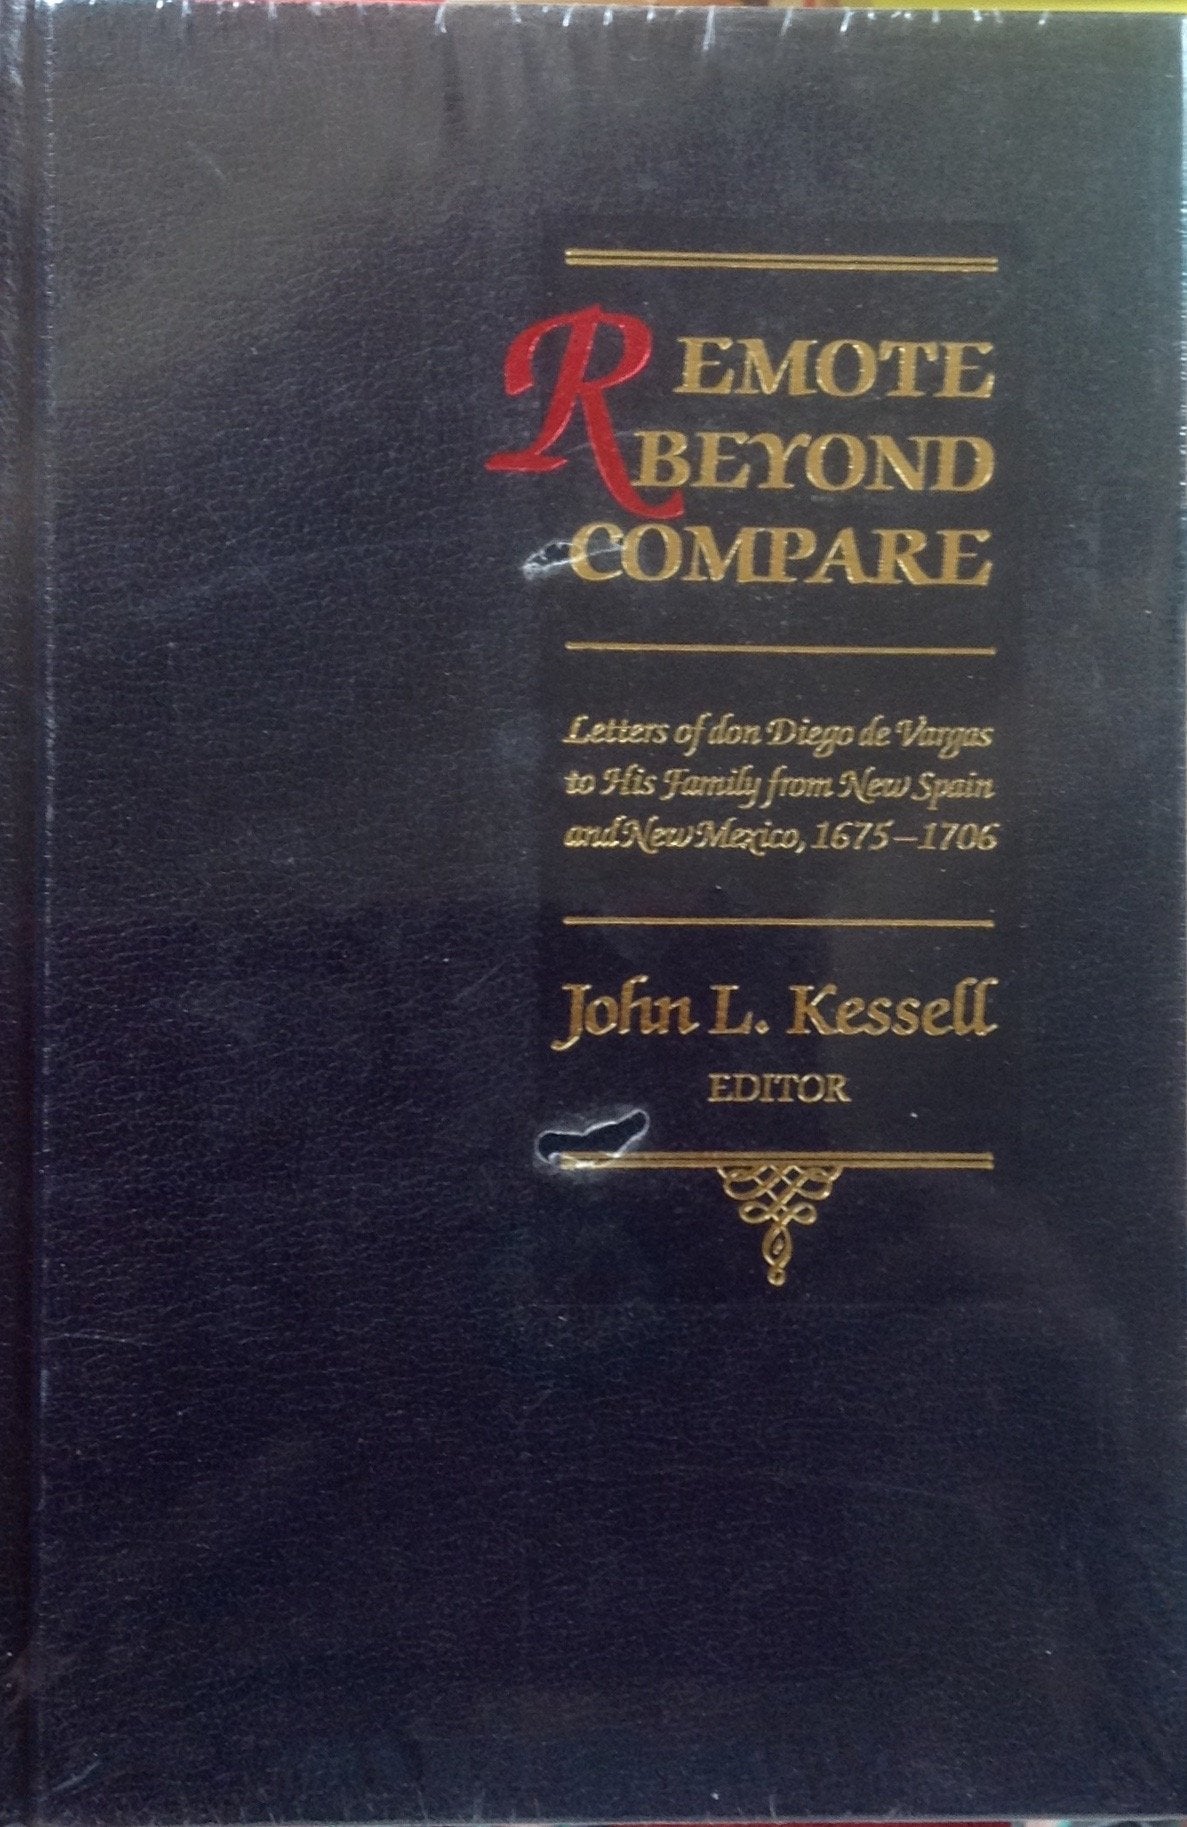 REMOTE
BEYOND
COMPARE
Letters of don Diego de Vargas
to His Family from New Spain
and New Mexico, 1675–1706
John L. Kessell
EDITOR